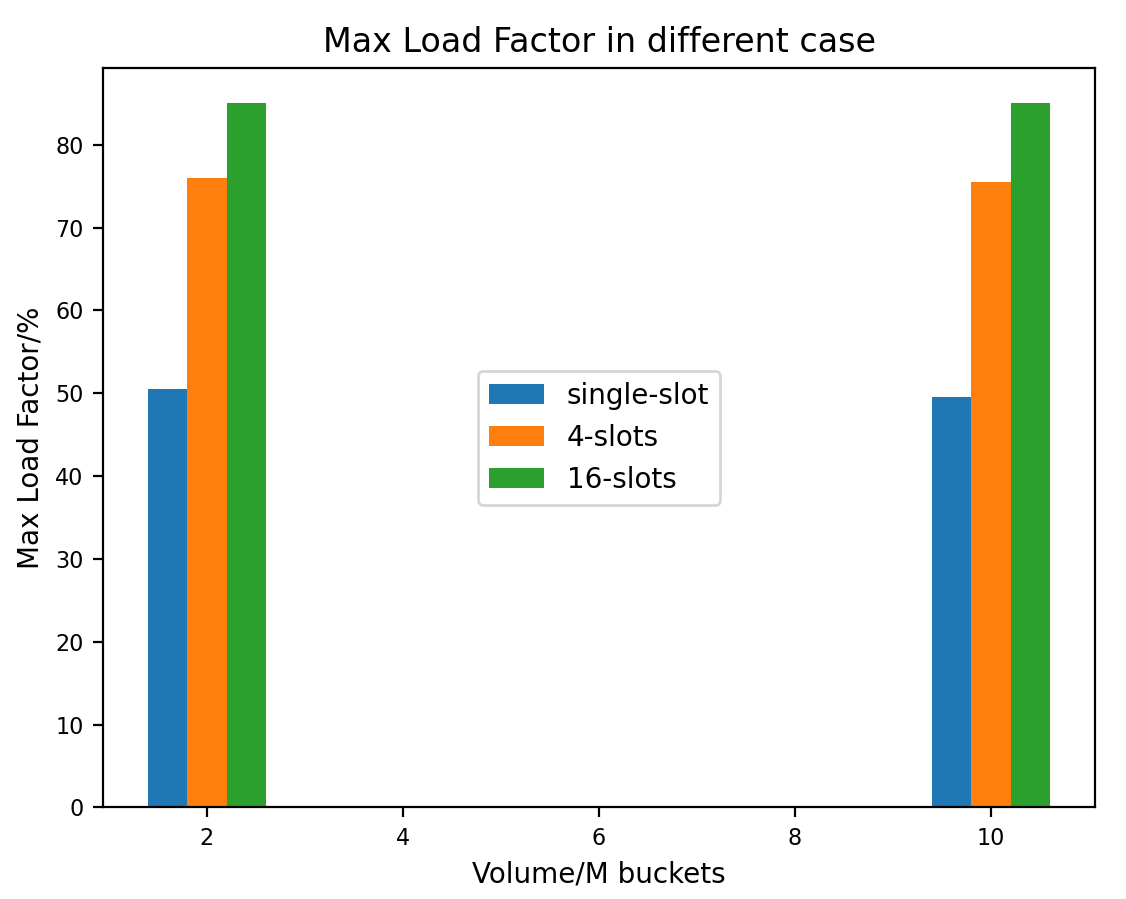 Max Load Factor in different case
Max Load Factor/%
80
70
60
50
40
30
20
10
0
single-slot
4-slots
16-slots
2 4 6 8 10
Volume/M buckets